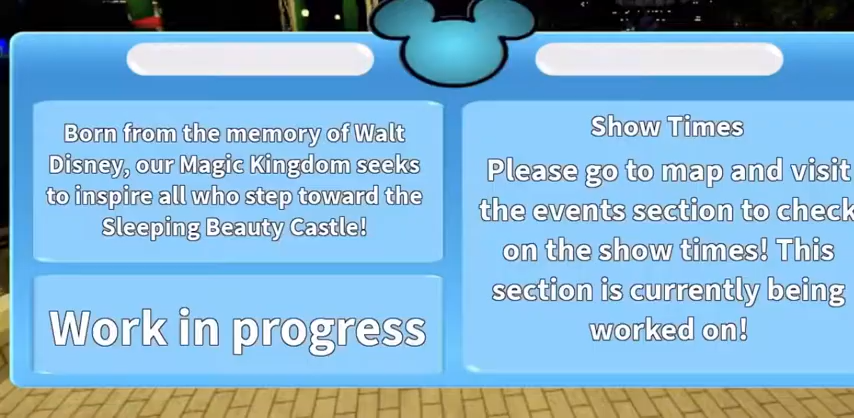 Born from the memory of Walt
Disney, our Magic Kingdom seeks
to inspire all who step toward the
Sleeping Beauty Castle!
Work in progress
Show Times
Please go to map and visit
the events section to check
on the show times! This
section is currently being
worked on!